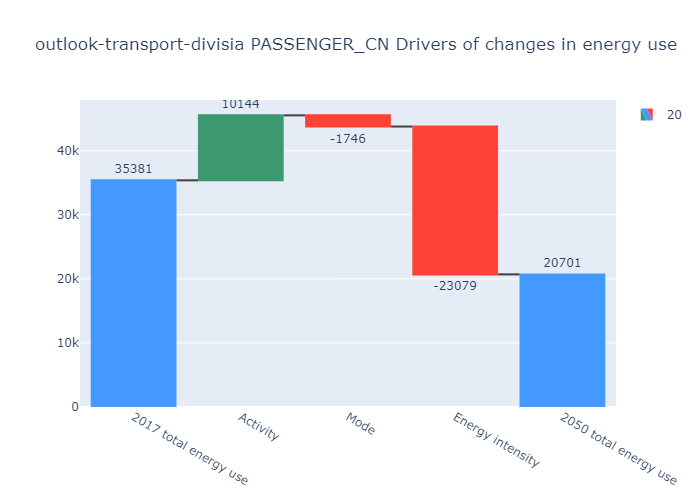 outlook-transport-divisia PASSENGER_CN Drivers of changes in energy use
10144
20
-1746
40k
35381
30k
20701
20k
-23079
10k
0
2017 total energy use
Activity
Mode
Energy intensity
2050 total energy use